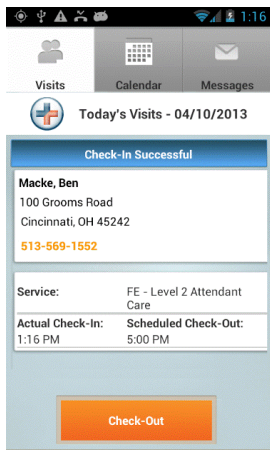 1:16
Visits
Calendar
Messages
Today's Visits - 04/10/2013
Check-In Successful
Macke, Ben
100 Grooms Road
Cincinnati, OH 45242
513-569-1552
Service:
FE - Level 2 Attendant
Care
Actual Check-In:
Scheduled Check-Out:
1:16 PM
5:00 PM
Check-Out